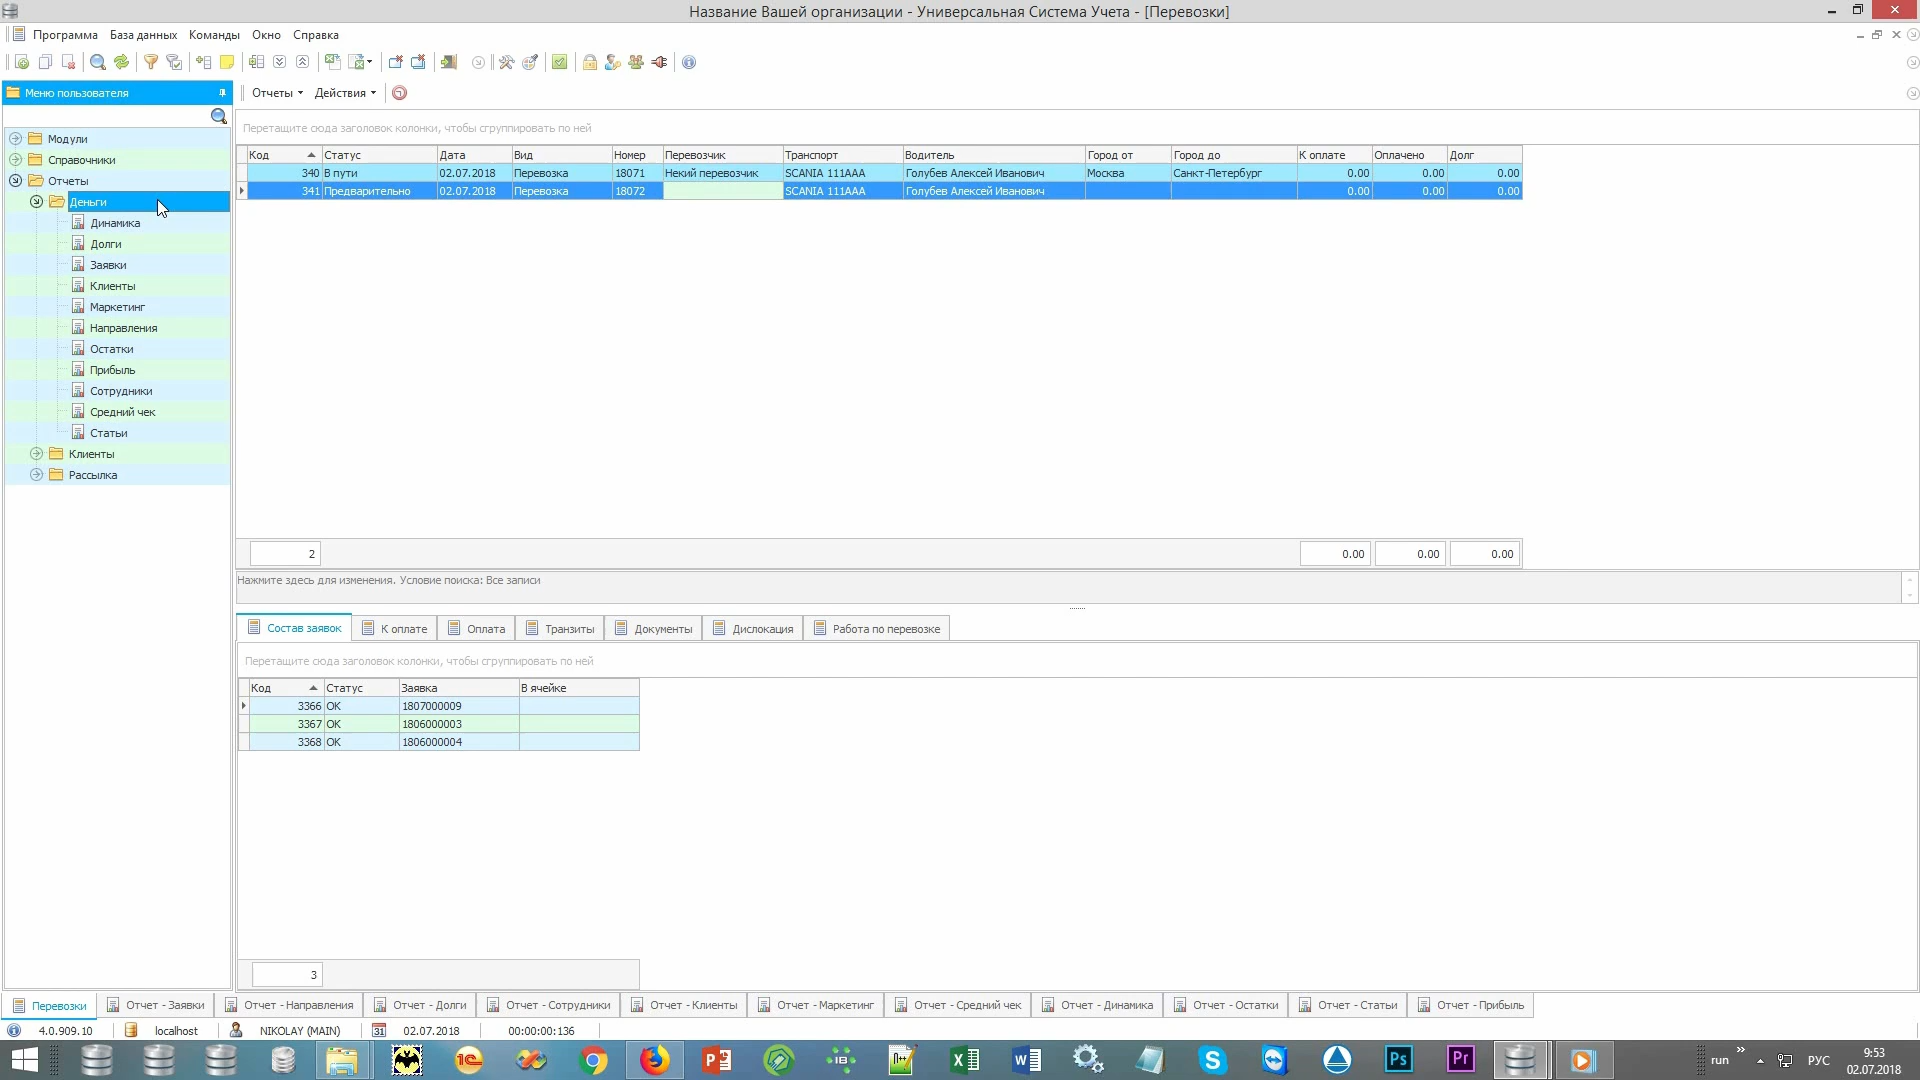 Название Вашей организации - Универсальная Система Учета - [Перевозки]
Программа База данных Команды Окно Справка
Меню пользователя
Отчеты Действия
Модули
Справочники
Отчеты
Деньги
Динамика
Долги
Заявки
Клиенты
Маркетинг
Направления
Остатки
Прибыль
Сотрудники
Средний чек
Статьи
Клиенты
Рассылка
Перетащите сюда заголовок колонки, чтобы сгруппировать по ней
Код Статус Дата Вид Номер Перевозчик Транспорт Водитель Город от Город до К оплате Оплачено Долг
340 В пути 02.07.2018 Перевозка 18071 Некий перевозчик SCANIA 111AAA Голубев Алексей Иванович Москва Санкт-Петербург 0.00 0.00 0.00
341 Предварительно 02.07.2018 Перевозка 18072 SCANIA 111AAA Голубев Алексей Иванович 0.00 0.00 0.00
2 0.00 0.00 0.00
Нажмите здесь для изменения. Условие поиска: Все записи
Состав заявок К оплате Оплата Транзиты Документы Дислокация Работа по перевозке
Перетащите сюда заголовок колонки, чтобы сгруппировать по ней
Код Статус Заявка В ячейке
3366 OK 1807000009
3367 OK 1806000003
3368 OK 1806000004
3
Перевозки Отчет - Заявки Отчет - Направления Отчет - Долги Отчет - Сотрудники Отчет - Клиенты Отчет - Маркетинг Отчет - Средний чек Отчет - Динамика Отчет - Остатки Отчет - Статьи Отчет - Прибыль
4.0.909.10 localhost NIKOLAY (MAIN) 31 02.07.2018 00:00:00:136
1С IB n++ Ps Pr run РУС 9:53
02.07.2018